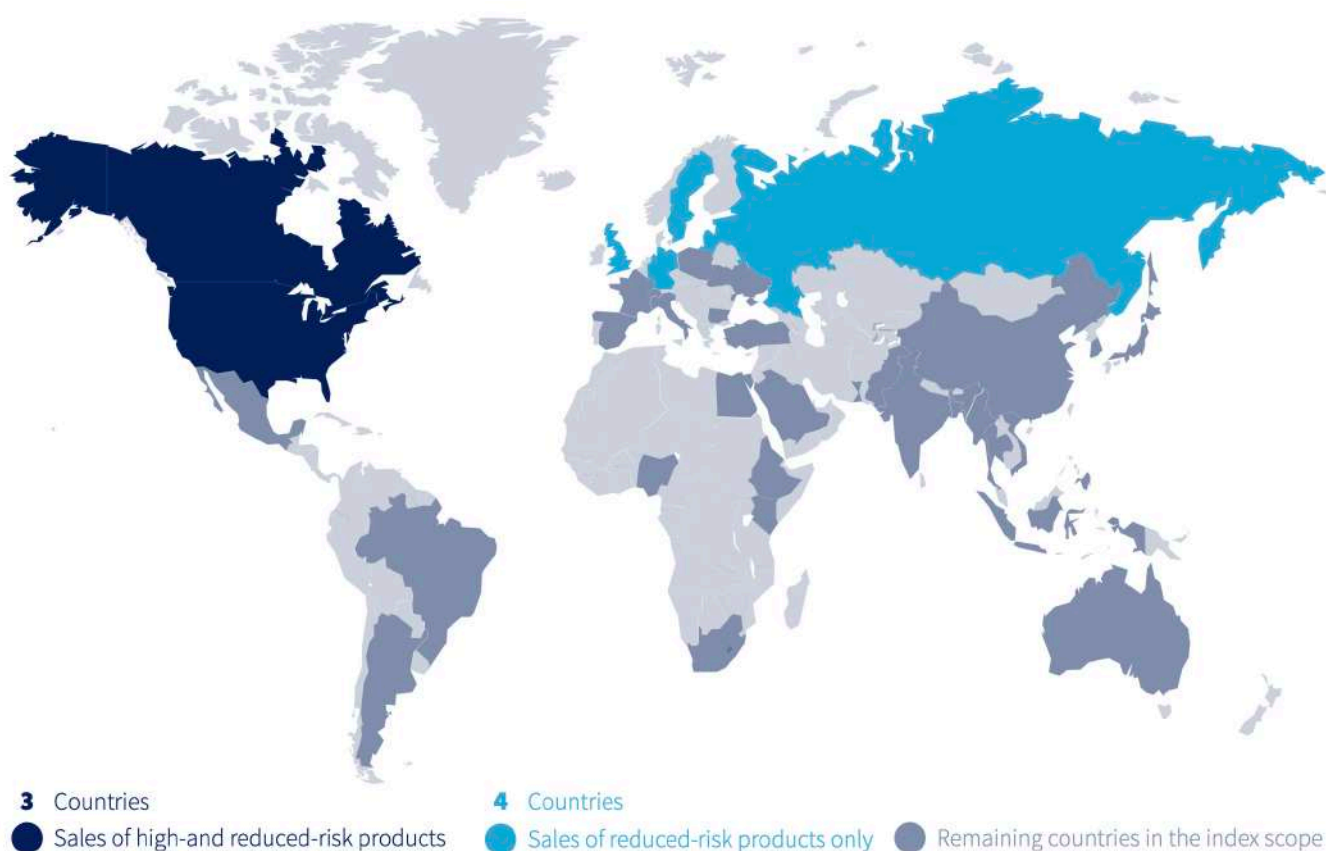 3 Countries
Sales of high-and reduced-risk products
4 Countries
Sales of reduced-risk products only
Remaining countries in the index scope